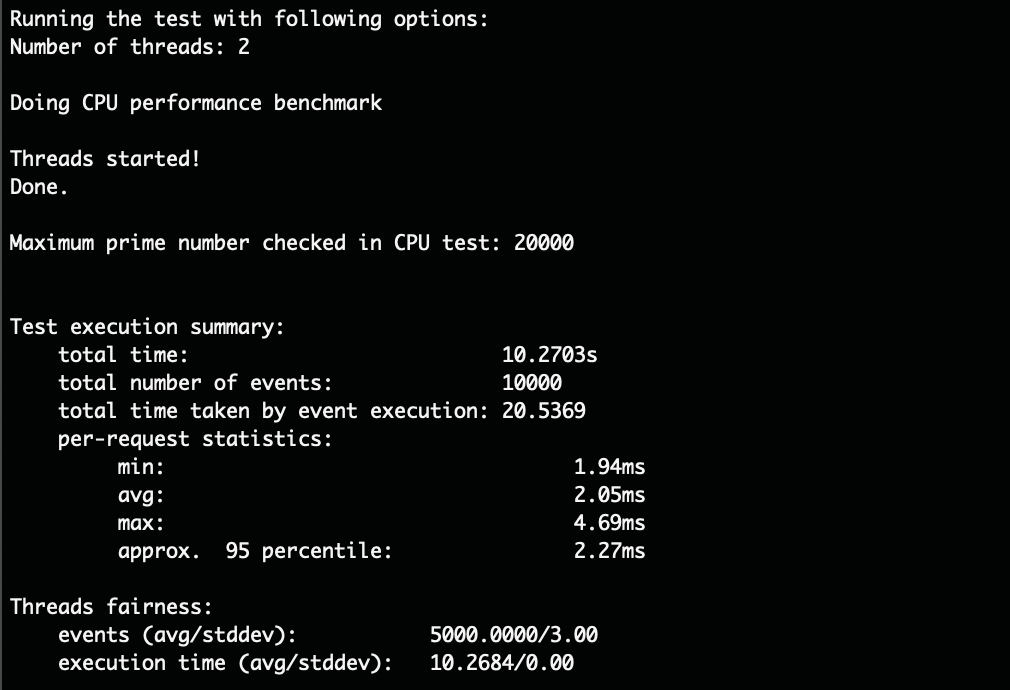 Running the test with following options:
Number of threads: 2
Doing CPU performance benchmark
Threads started!
Done.
Maximum prime number checked in CPU test: 20000
Test execution summary:
    total time:                          10.2703s
    total number of events:              10000
    total time taken by event execution: 20.5369
    per-request statistics:
         min:                                  1.94ms
         avg:                                  2.05ms
         max:                                  4.69ms
         approx.  95 percentile:               2.27ms
Threads fairness:
    events (avg/stddev):           5000.0000/3.00
    execution time (avg/stddev):   10.2684/0.00